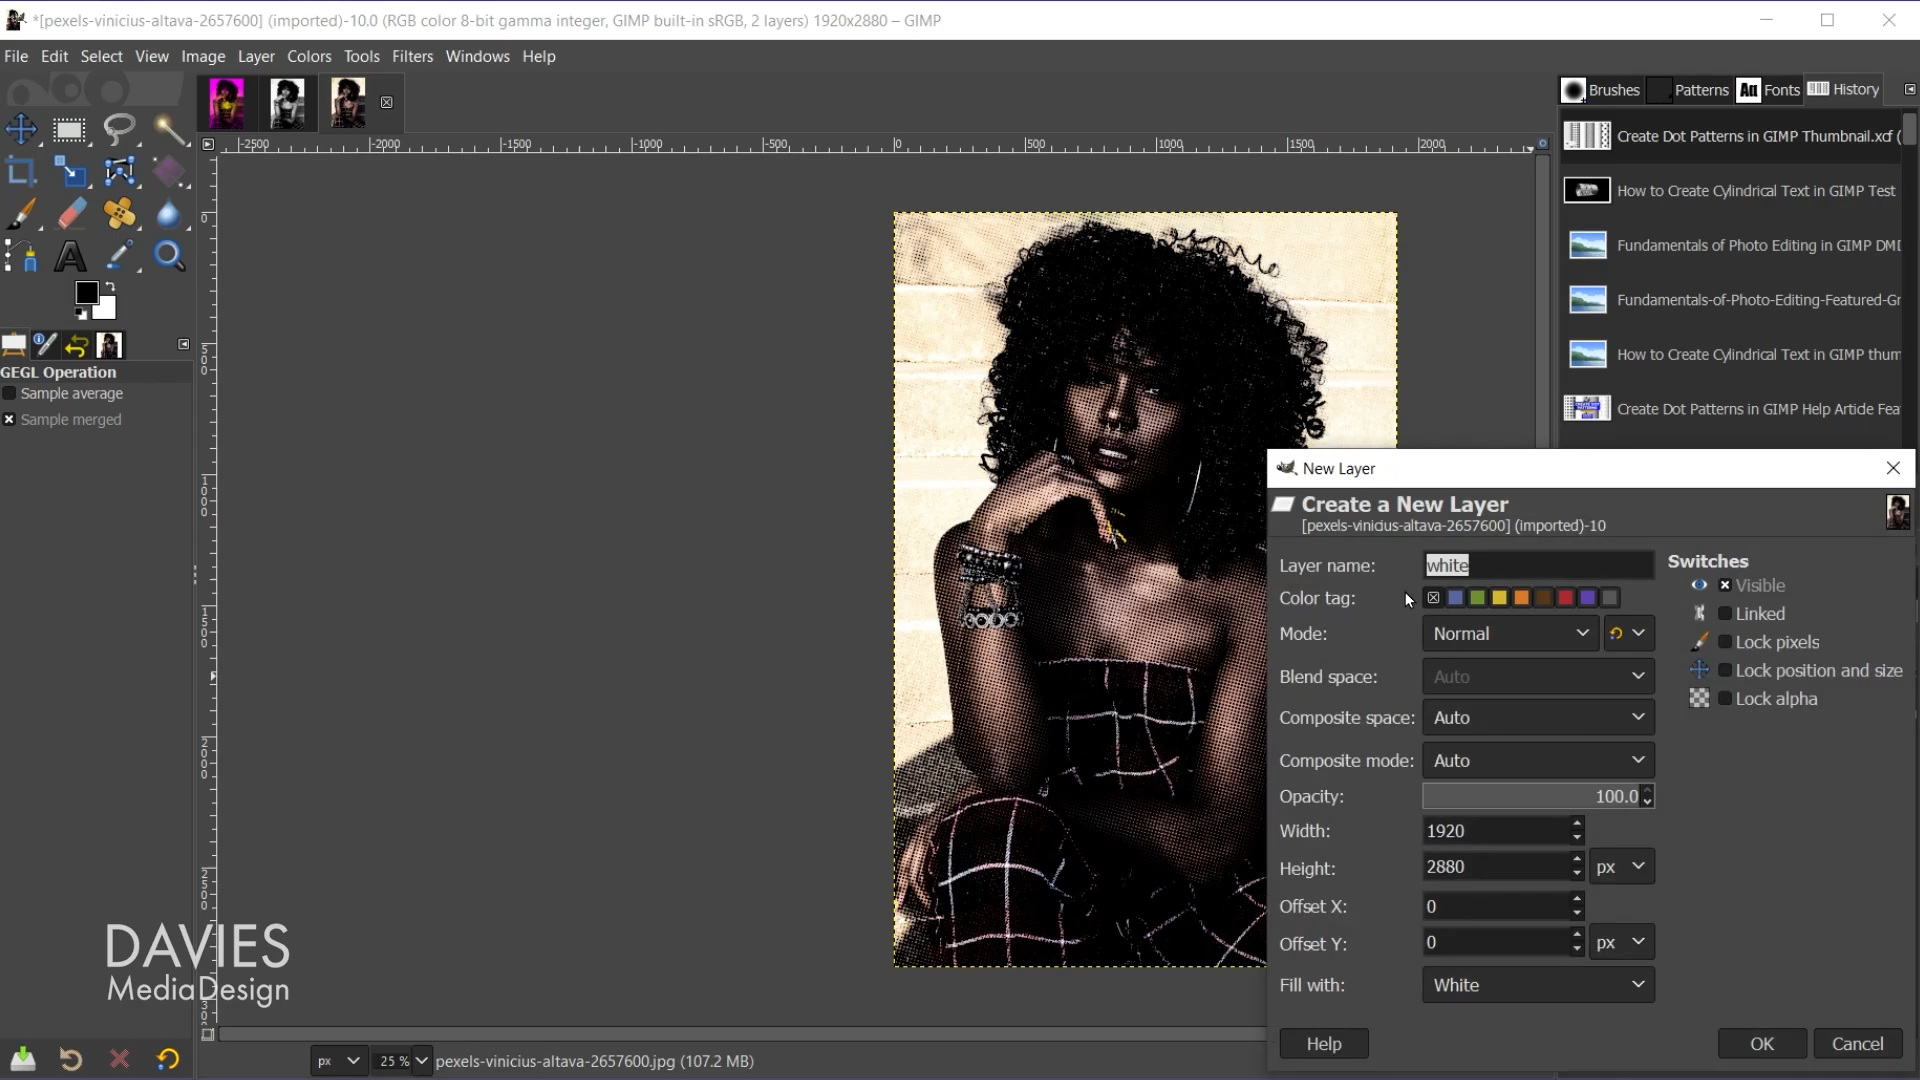 *[pexels-vinicius-altava-2657600] (imported)-10.0 (RGB color 8-bit gamma integer, GIMP built-in sRGB, 2 layers) 1920x2880 – GIMP
File Edit Select View Image Layer Colors Tools Filters Windows Help
Brushes Patterns Aa Fonts History
-2500 -2000 -1500 -1000 -500 0 500 1000 1500 2000
Create Dot Patterns in GIMP Thumbnail.xcf (
How to Create Cylindrical Text in GIMP Test
Fundamentals of Photo Editing in GIMP DMD
Fundamentals-of-Photo-Editing-Featured-Gr
How to Create Cylindrical Text in GIMP thum
Create Dot Patterns in GIMP Help Article Fea
0
500
1000
1500
2000
2500
GEGL Operation
Sample average
Sample merged
New Layer
Create a New Layer
[pexels-vinicius-altava-2657600] (imported)-10
Layer name: white
Switches
Color tag:
Visible
Linked
Mode: Normal
Lock pixels
Blend space: Auto
Lock position and size
Composite space: Auto
Lock alpha
Composite mode: Auto
Opacity: 100.0
Width: 1920
Height: 2880 px
Offset X: 0
Offset Y: 0 px
Fill with: White
Help OK Cancel
DAVIES
MediaDesign
px 25 % pexels-vinicius-altava-2657600.jpg (107.2 MB)